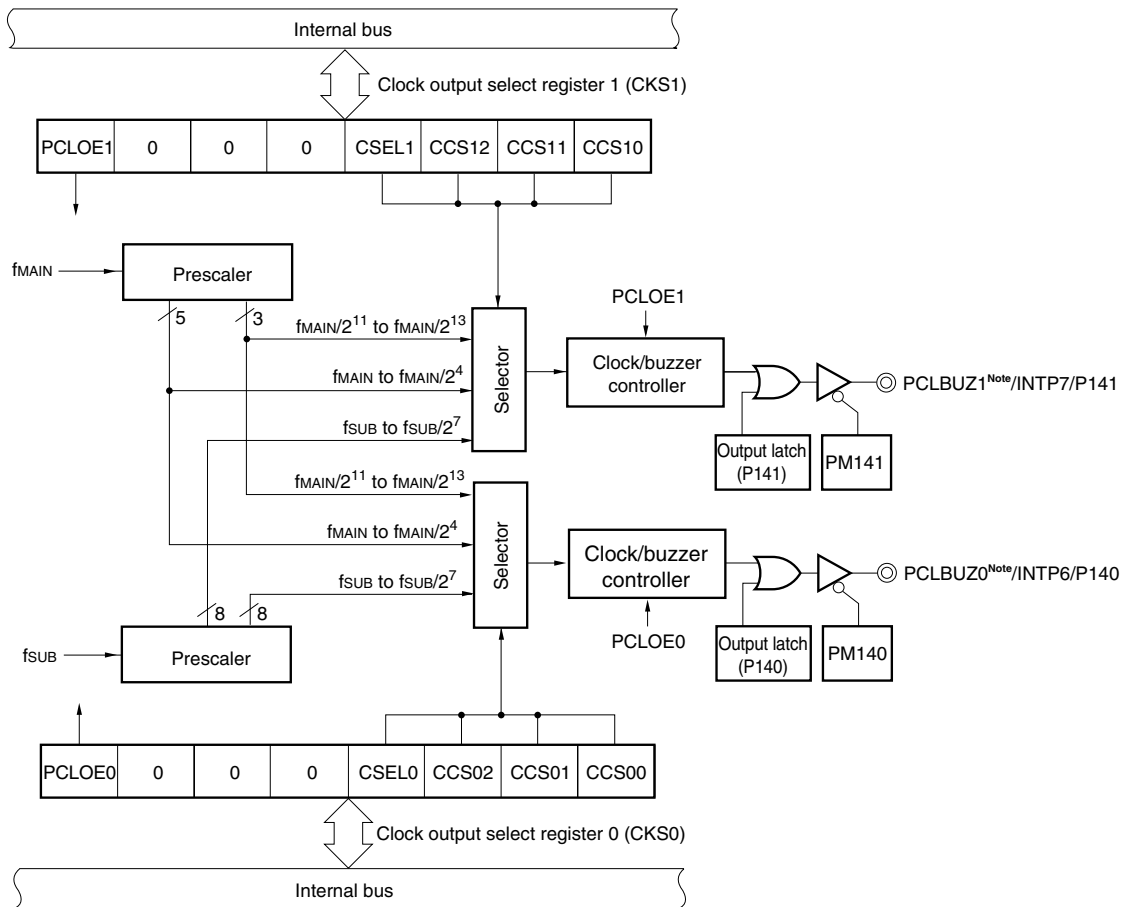 Internal bus
Clock output select register 1 (CKS1)
PCLOE1 0 0 0 CSEL1 CCS12 CCS11 CCS10
fMAIN
Prescaler
5 3
PCLOE1
fMAIN/2^11 to fMAIN/2^13
fMAIN to fMAIN/2^4
fSUB to fSUB/2^7
Selector
Clock/buzzer
controller
PCLBUZ1^Note/INTP7/P141
Output latch
(P141)
PM141
fMAIN/2^11 to fMAIN/2^13
fMAIN to fMAIN/2^4
fSUB to fSUB/2^7
Selector
Clock/buzzer
controller
PCLBUZ0^Note/INTP6/P140
8 8
PCLOE0
Output latch
(P140)
PM140
fSUB
Prescaler
PCLOE0 0 0 0 CSEL0 CCS02 CCS01 CCS00
Clock output select register 0 (CKS0)
Internal bus